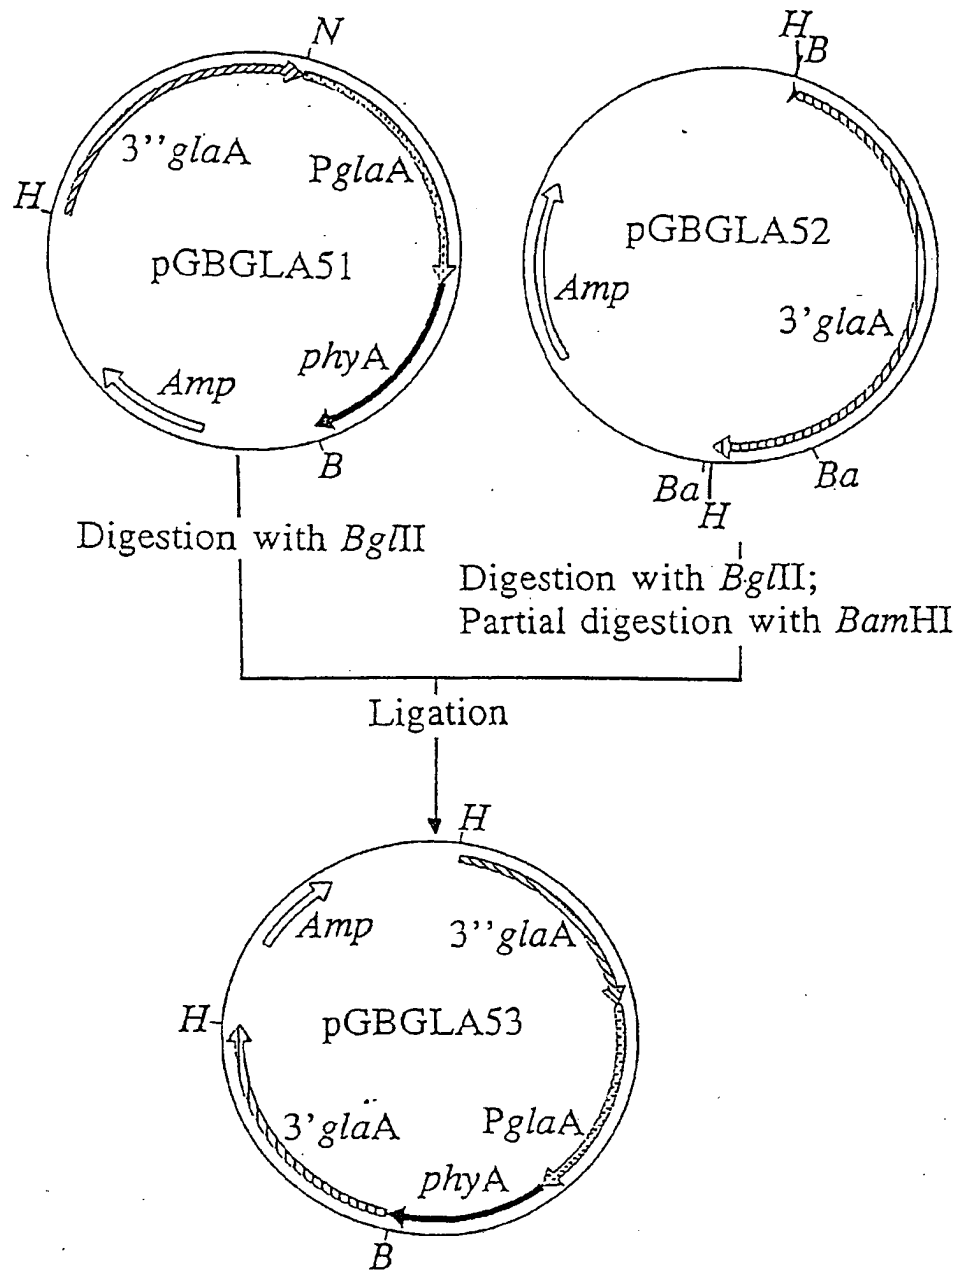 N
3''glaA
PglaA
H
pGBGLA51
phyA
Amp
B
H
B
pGBGLA52
Amp
3'glaA
Ba
Ba
H
Digestion with BglII
Digestion with BglII;
Partial digestion with BamHI
Ligation
H
Amp
3''glaA
H
pGBGLA53
3'glaA
PglaA
phyA
B